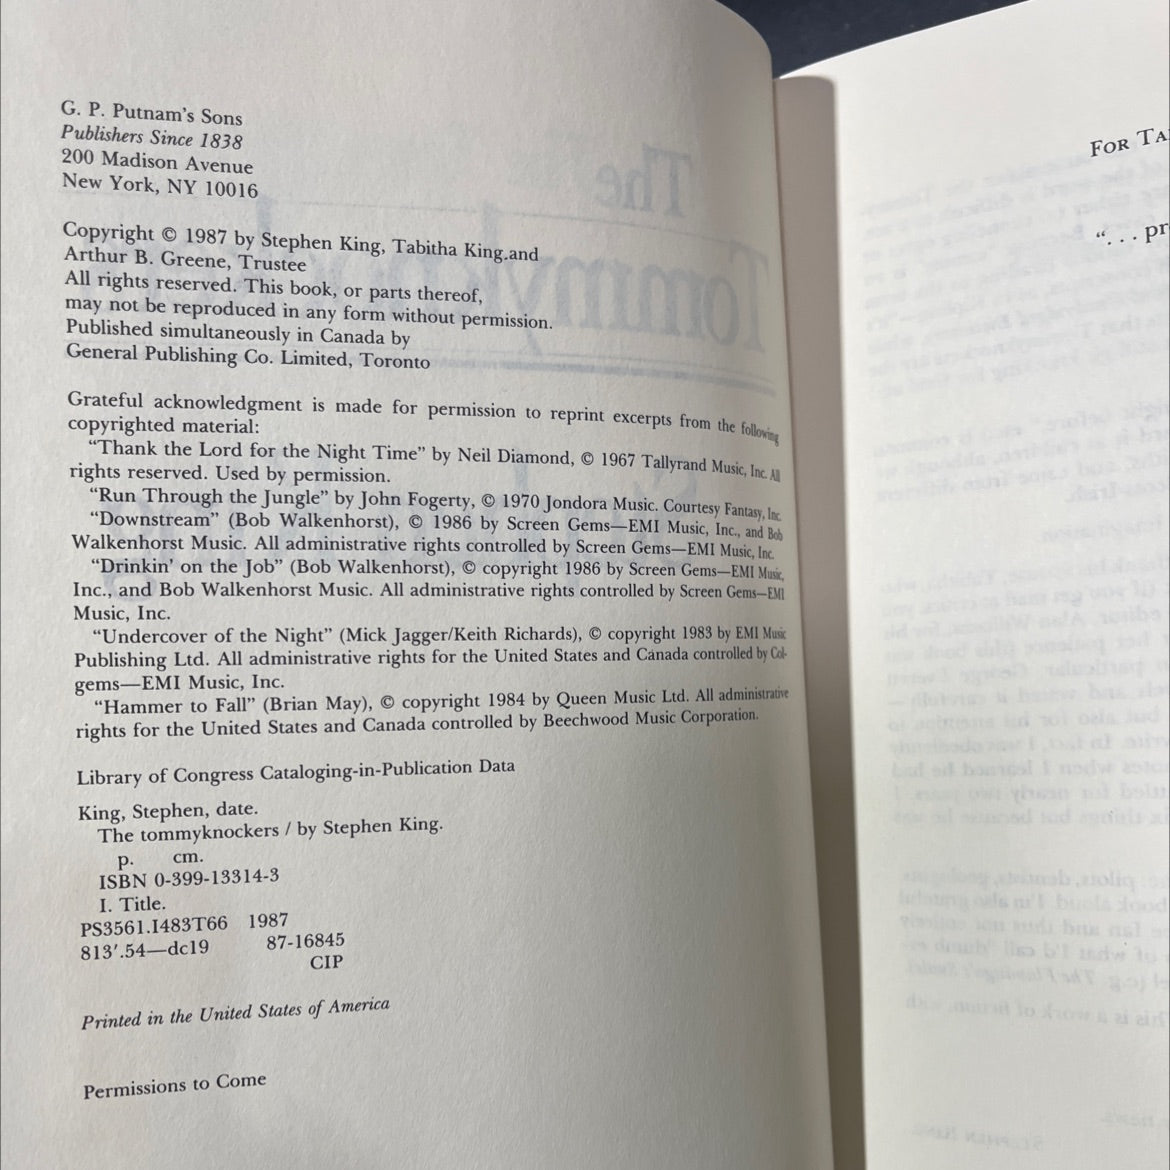 G. P. Putnam's Sons
Publishers Since 1838
200 Madison Avenue
New York, NY 10016
Copyright © 1987 by Stephen King, Tabitha King.and
Arthur B. Greene, Trustee
All rights reserved. This book, or parts thereof,
may not be reproduced in any form without permission.
Published simultaneously in Canada by
General Publishing Co. Limited, Toronto
Grateful acknowledgment is made for permission to reprint excerpts from the following
copyrighted material:
"Thank the Lord for the Night Time" by Neil Diamond, © 1967 Tallyrand Music, Inc. All
rights reserved. Used by permission.
"Run Through the Jungle" by John Fogerty, © 1970 Jondora Music. Courtesy Fantasy, Inc.
"Downstream" (Bob Walkenhorst), © 1986 by Screen Gems—EMI Music, Inc., and Bob
Walkenhorst Music. All administrative rights controlled by Screen Gems—EMI Music, Inc.
"Drinkin' on the Job" (Bob Walkenhorst), © copyright 1986 by Screen Gems—EMI Music,
Inc., and Bob Walkenhorst Music. All administrative rights controlled by Screen Gems—EMI
Music, Inc.
"Undercover of the Night" (Mick Jagger/Keith Richards), © copyright 1983 by EMI Music
Publishing Ltd. All administrative rights for the United States and Canada controlled by Col-
gems—EMI Music, Inc.
"Hammer to Fall" (Brian May), © copyright 1984 by Queen Music Ltd. All administrative
rights for the United States and Canada controlled by Beechwood Music Corporation.
Library of Congress Cataloging-in-Publication Data
King, Stephen, date.
The tommyknockers / by Stephen King.
p. cm.
ISBN 0-399-13314-3
I. Title.
PS3561.I483T66 1987
813'.54—dc19 87-16845
CIP
Printed in the United States of America
Permissions to Come
FOR TA
"... pr